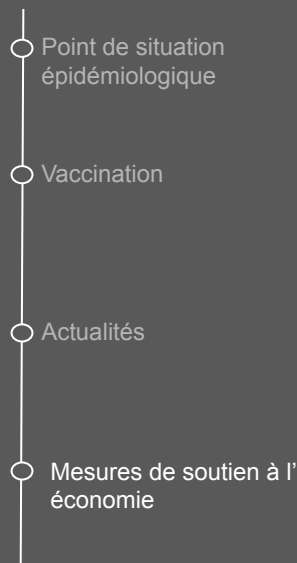 Point de situation
épidémiologique
Vaccination
Actualités
Mesures de soutien à l'
économie